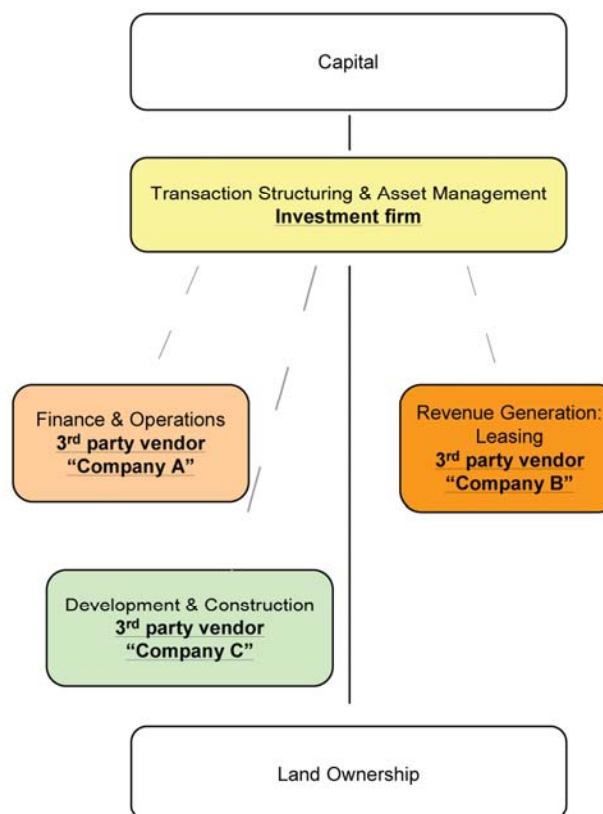 Capital
Transaction Structuring & Asset Management
Investment firm
Finance & Operations
3rd party vendor
“Company A”
Revenue Generation:
Leasing
3rd party vendor
“Company B”
Development & Construction
3rd party vendor
“Company C”
Land Ownership